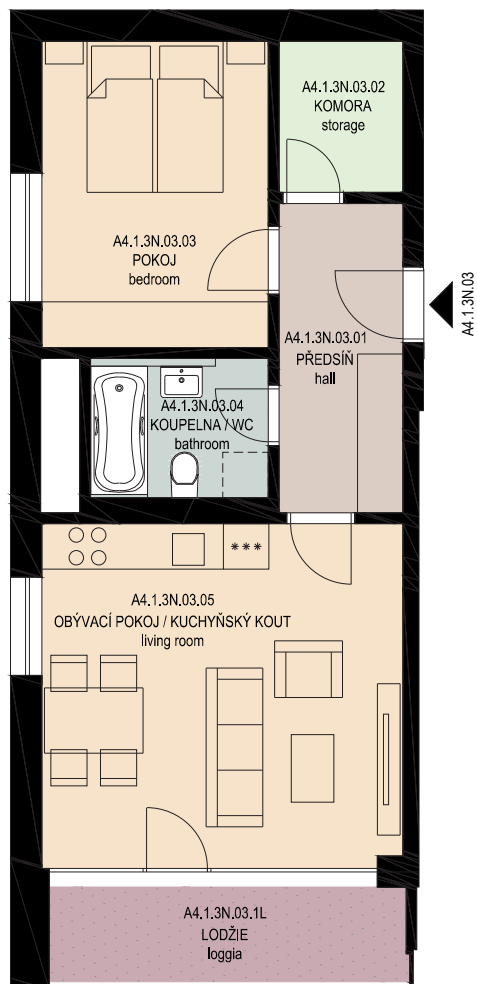 A4.1.3N.03.02
KOMORA
storage
A4.1.3N.03.03
POKOJ
bedroom
A4.1.3N.03
A4.1.3N.03.01
PŘEDSÍŇ
hall
A4.1.3N.03.04
KOUPELNA / WC
bathroom
***
A4.1.3N.03.05
OBÝVACÍ POKOJ / KUCHYŇSKÝ KOUT
living room
A4.1.3N.03.1L
LODŽIE
loggia